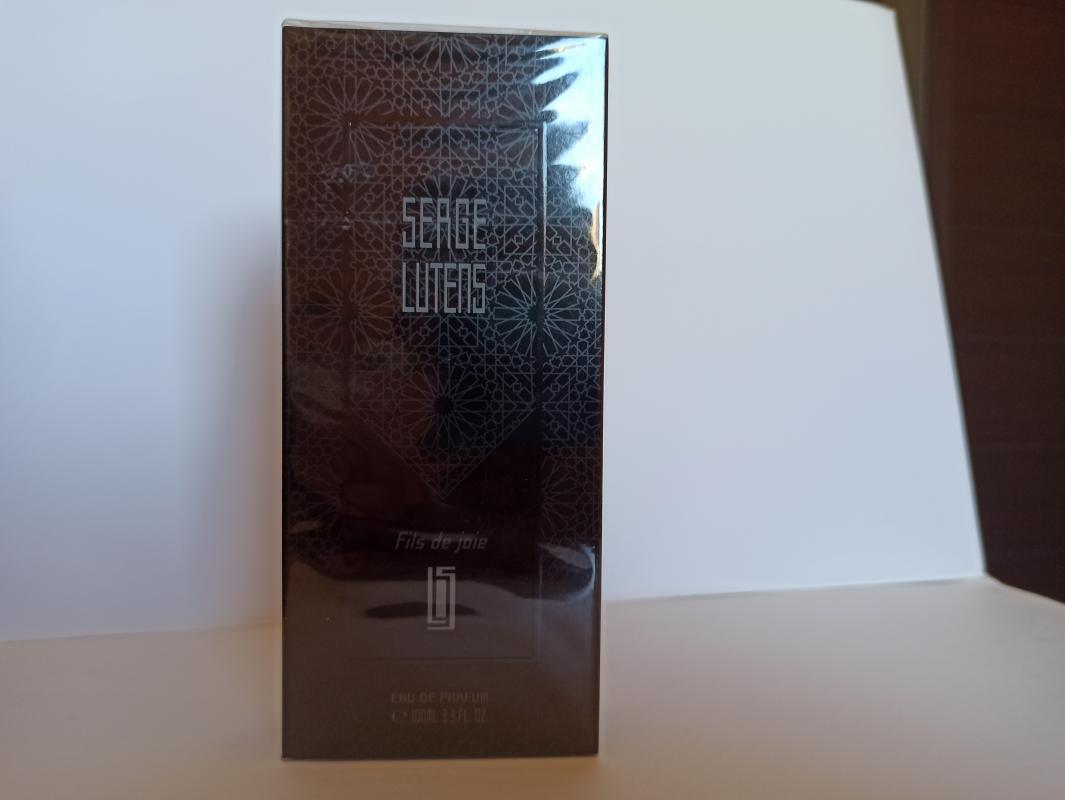 SERGE
LUTENS
Fils de joie
EAU DE PARFUM
℮ 100ML 3.3 FL. OZ.